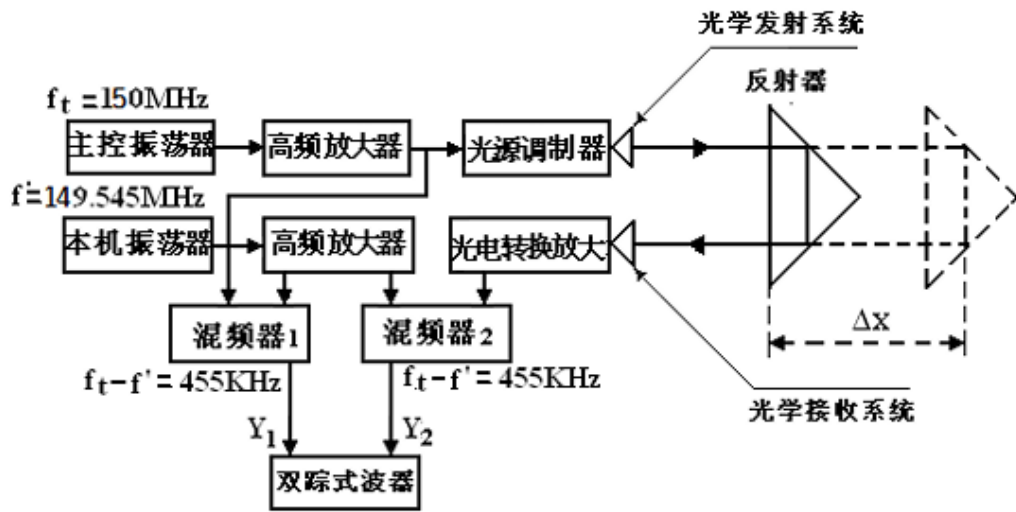 光学发射系统
反射器
f_t =150MHz
主控振荡器
高频放大器
光源调制器
f'=149.545MHz
本机振荡器
高频放大器
光电转换放大
混频器1
混频器2
ΔX
f_t-f'=455KHz
f_t-f'=455KHz
光学接收系统
Y_1
Y_2
双踪式波器